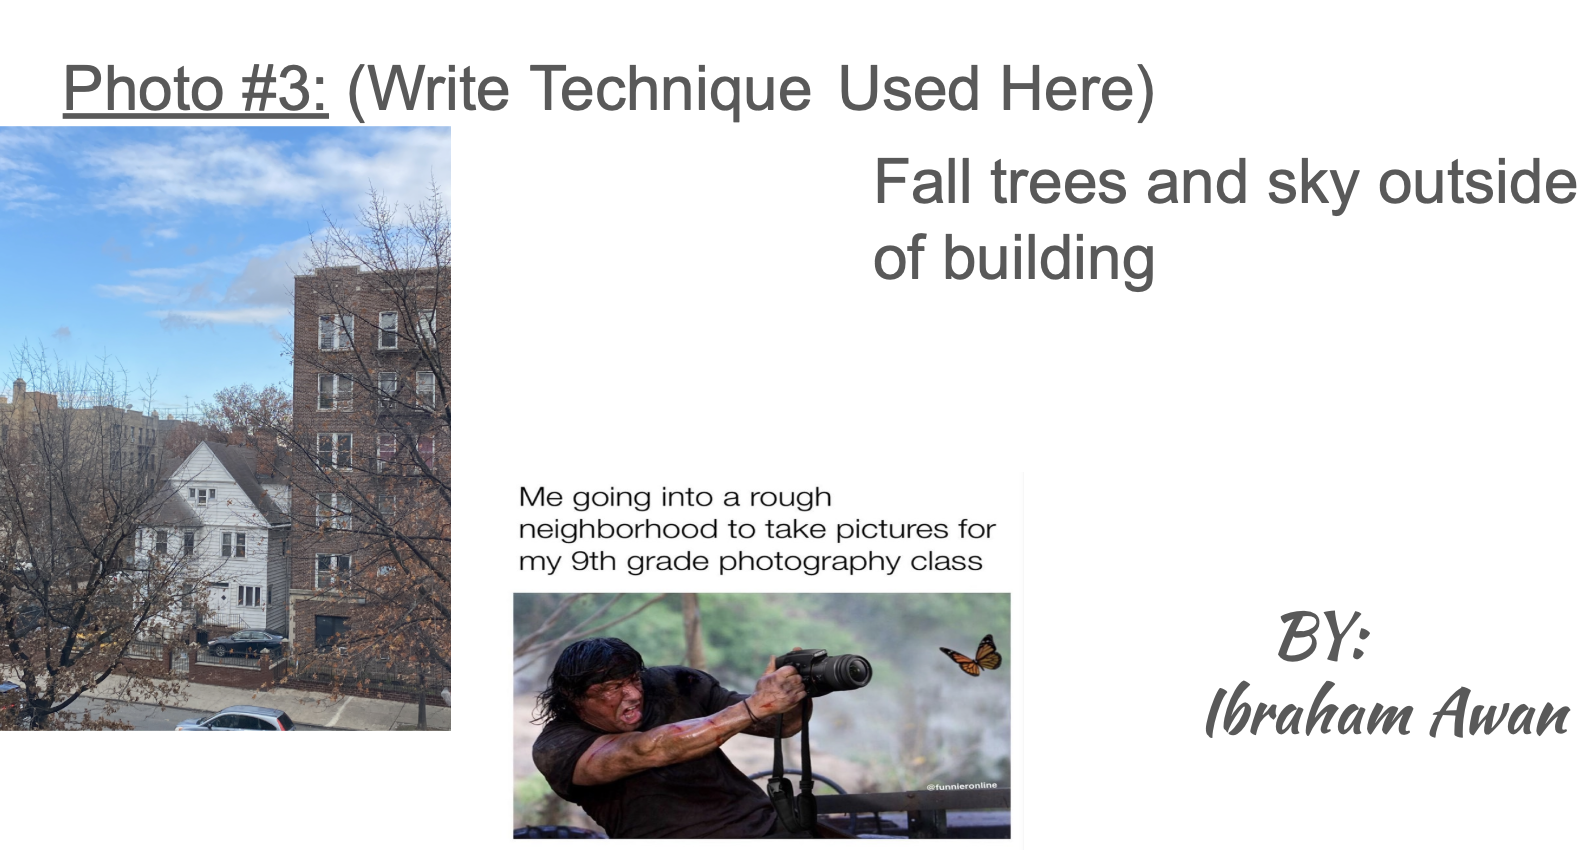 Photo #3: (Write Technique Used Here)
Fall trees and sky outside
of building
Me going into a rough
neighborhood to take pictures for
my 9th grade photography class
@funnieronline
BY:
Ibraham Awan